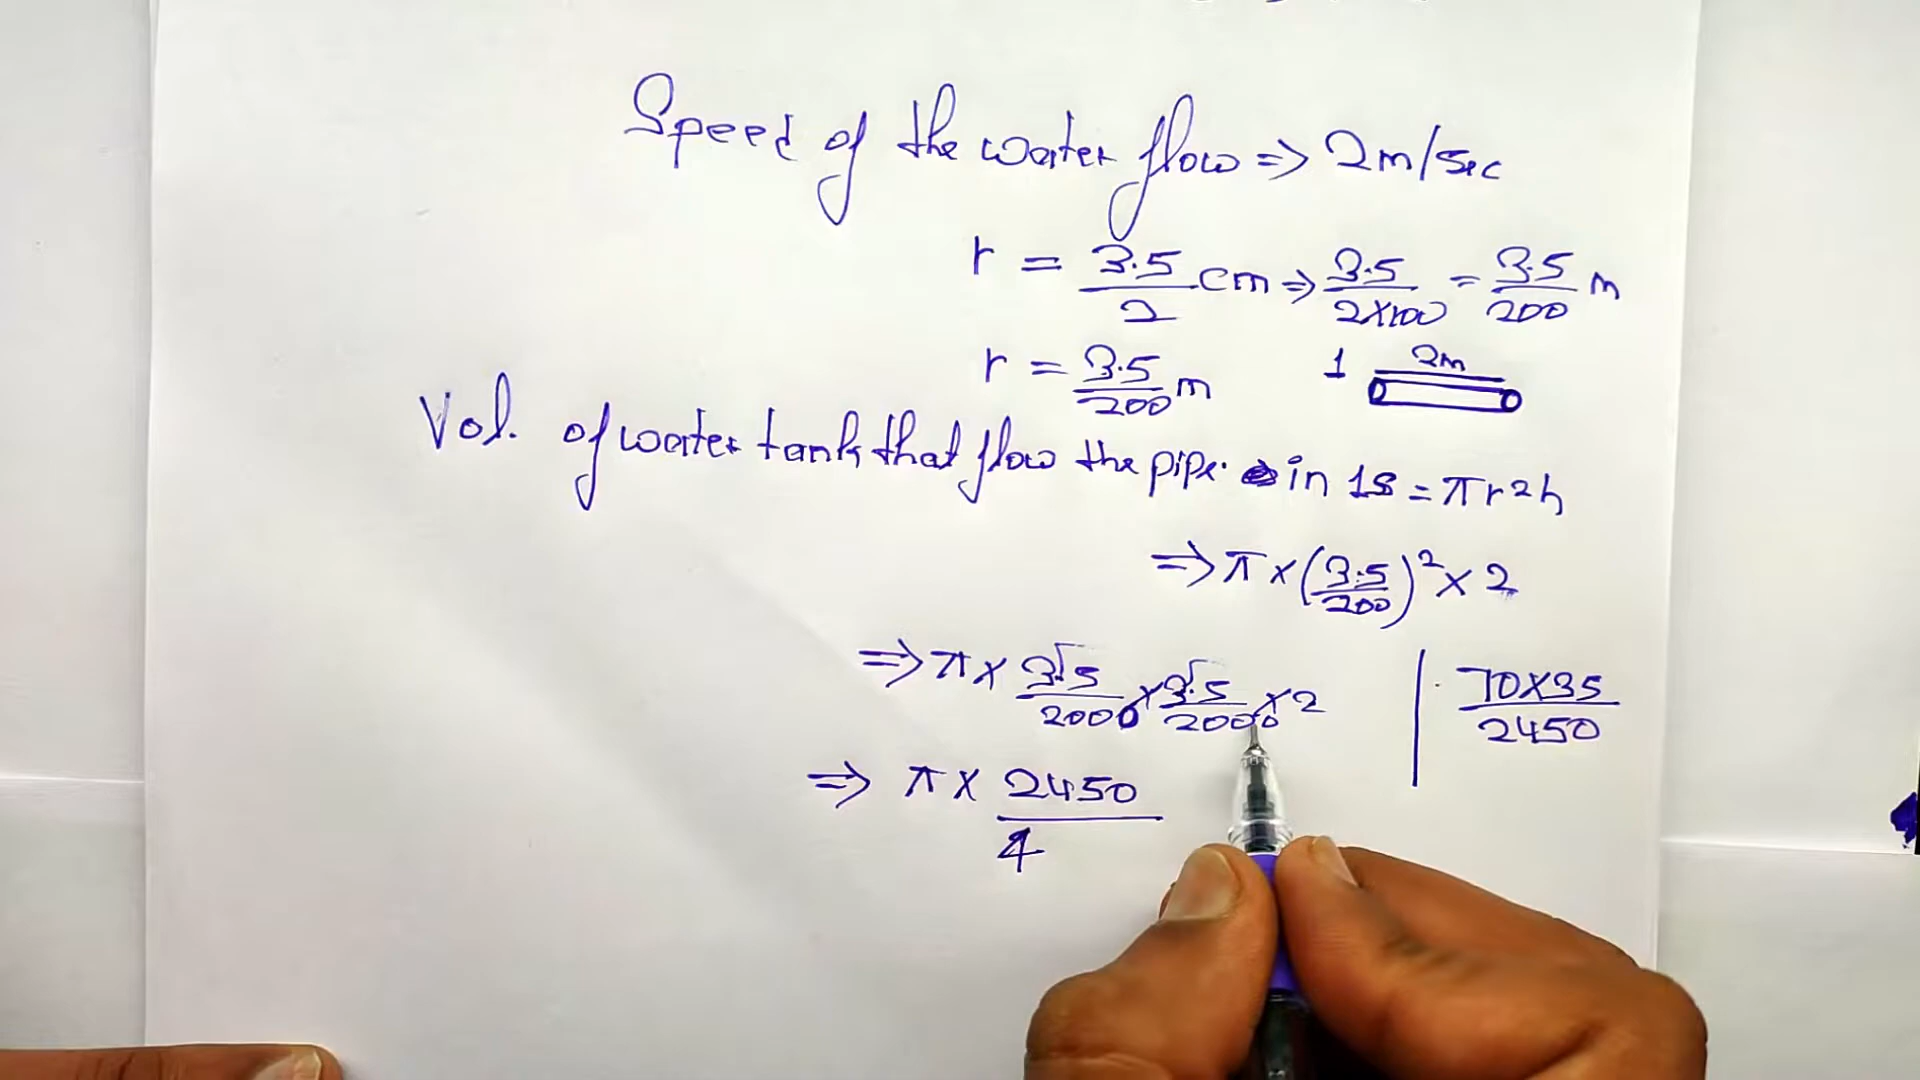 Speed of the water flow => 2m/sec
r = 3.5/2 cm => 3.5/2×100 = 3.5/200 m
r = 3.5/200 m
1 2m
Vol. of water tank that flow the pipe. in 1s = πr²h
=> π × (3.5/200)² × 2
=> π × 3.5/2000 × 3.5/2000 × 2
70×35
2450
=> π × 2450/4